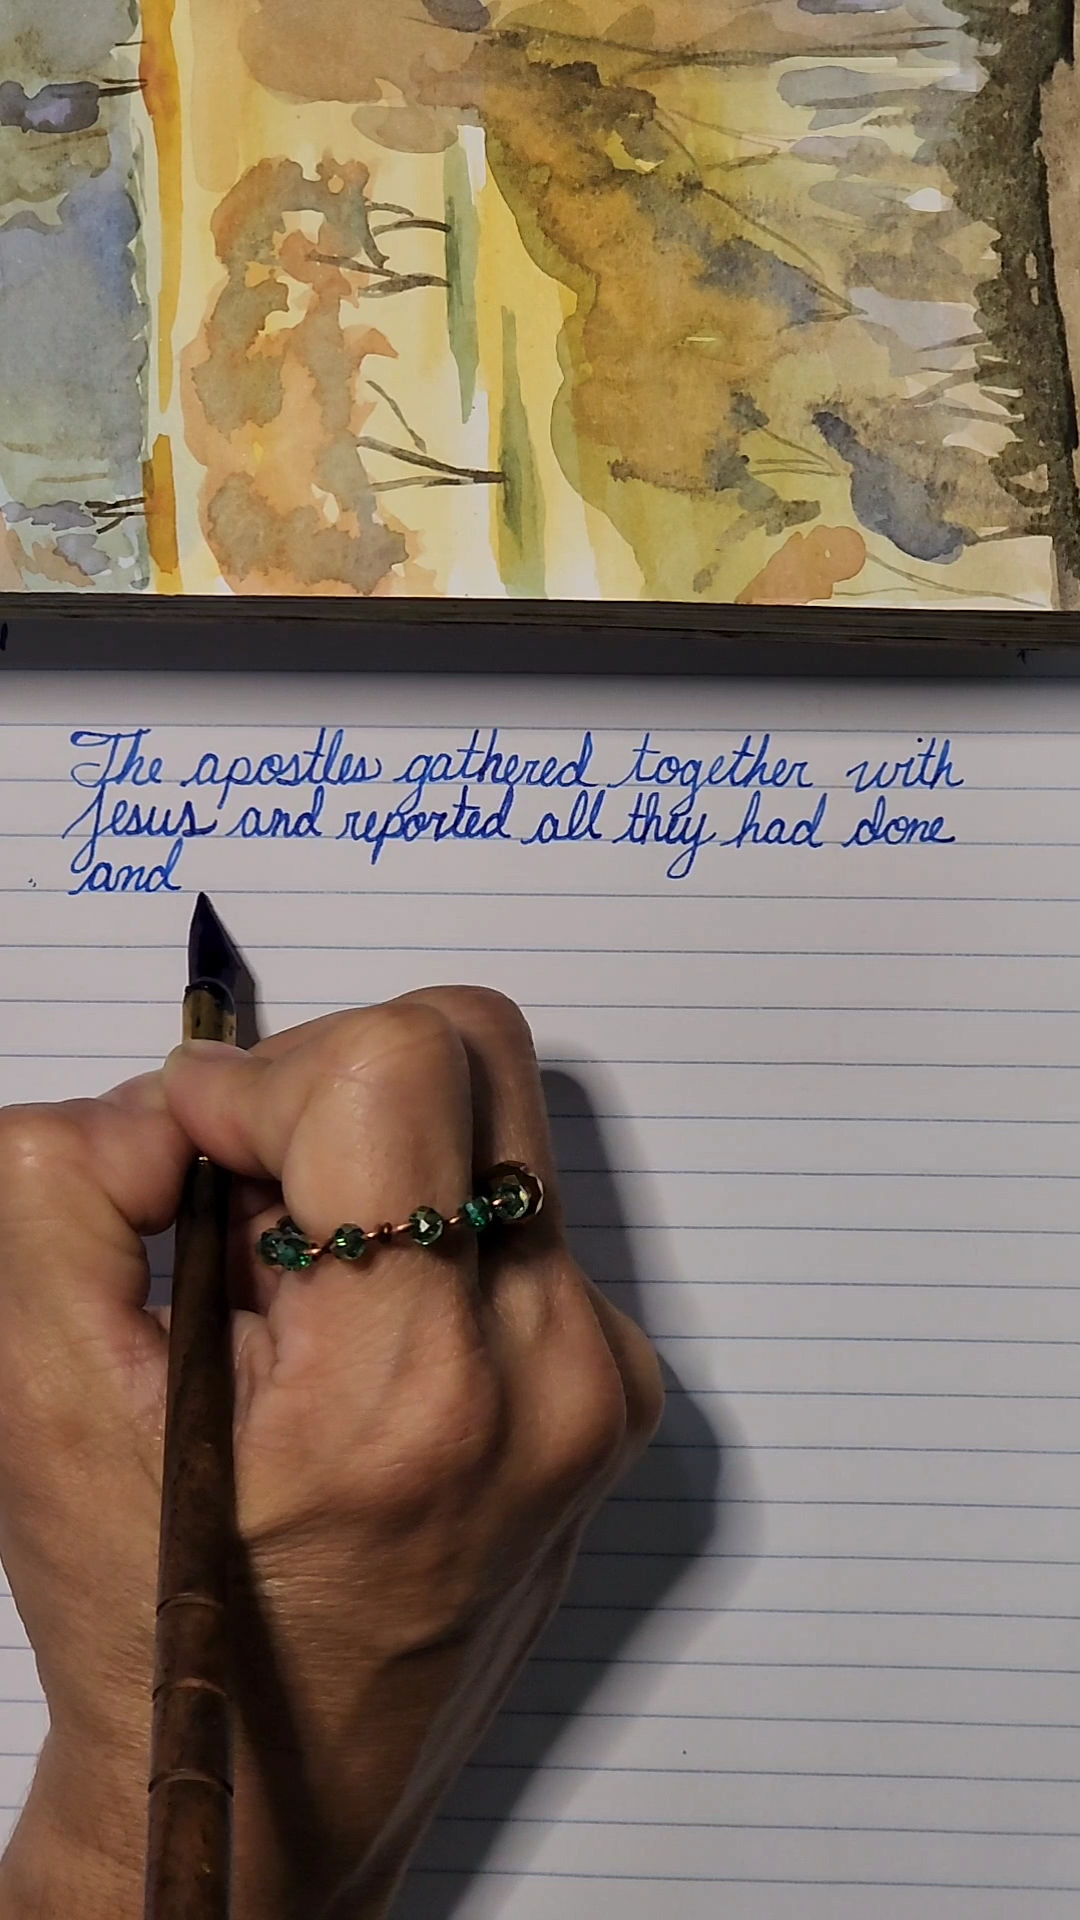 The apostles gathered together with
Jesus and reported all they had done
and